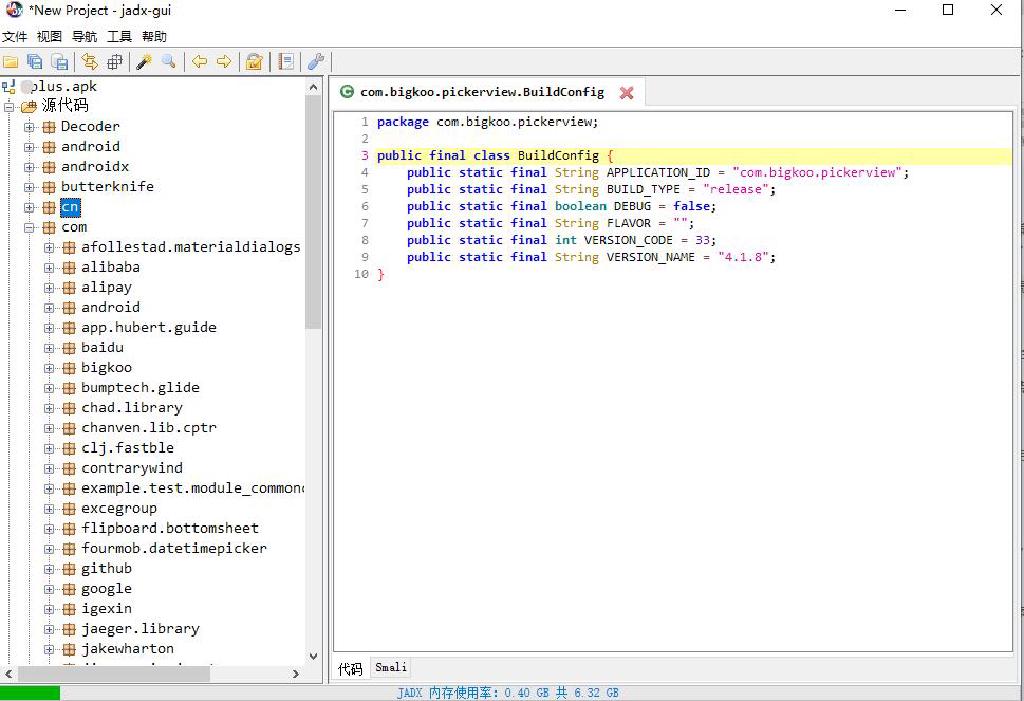 *New Project - jadx-gui
文件 视图 导航 工具 帮助
plus.apk
源代码
Decoder
android
androidx
butterknife
cn
com
afollestad.materialdialogs
alibaba
alipay
android
app.hubert.guide
baidu
bigkoo
bumptech.glide
chad.library
chanven.lib.cptr
clj.fastble
contrarywind
example.test.module_commonc
excegroup
flipboard.bottomsheet
fourmob.datetimepicker
github
google
igexin
jaeger.library
jakewharton
com.bigkoo.pickerview.BuildConfig
1 package com.bigkoo.pickerview;
2
3 public final class BuildConfig {
4 public static final String APPLICATION_ID = "com.bigkoo.pickerview";
5 public static final String BUILD_TYPE = "release";
6 public static final boolean DEBUG = false;
7 public static final String FLAVOR = "";
8 public static final int VERSION_CODE = 33;
9 public static final String VERSION_NAME = "4.1.8";
10 }
代码 Smali
JADX 内存使用率: 0.40 GB 共 6.32 GB